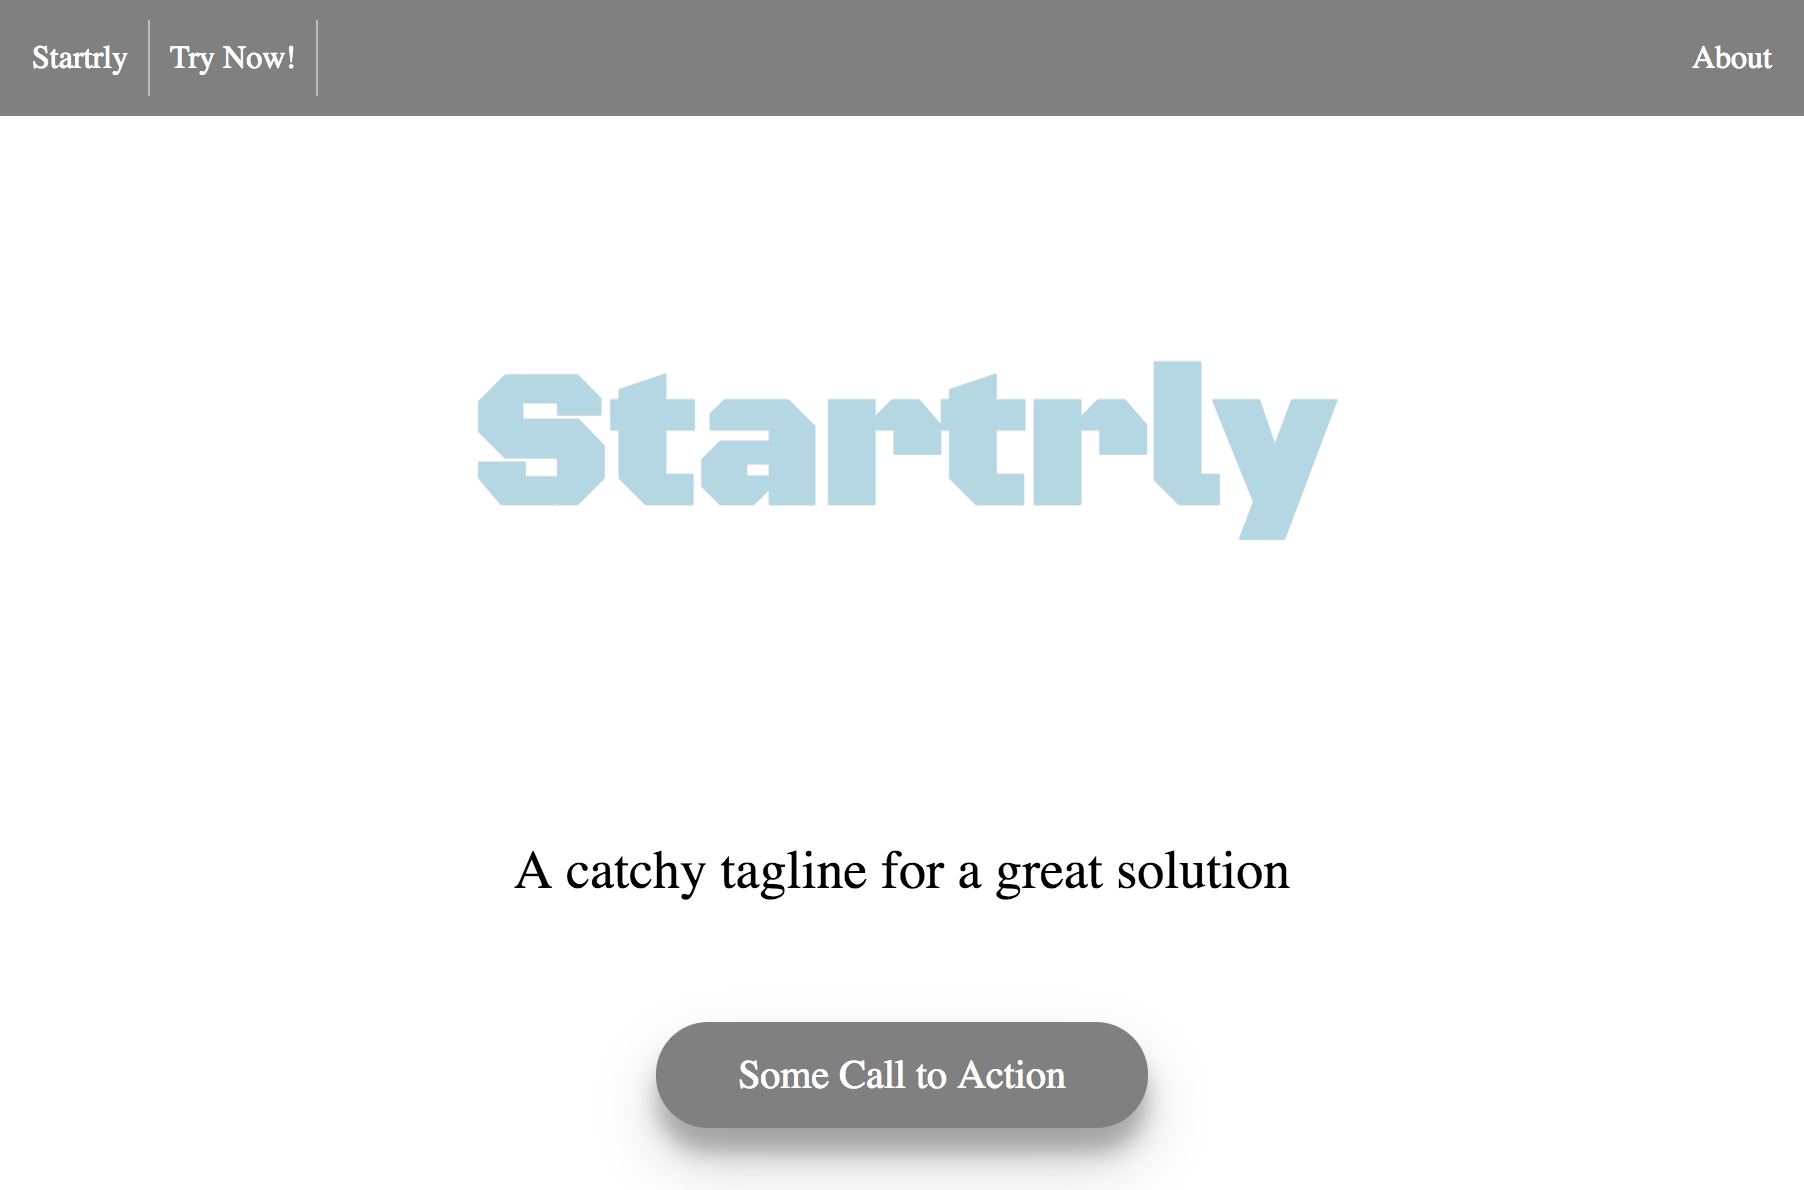 Startrly Try Now! About
Startrly
A catchy tagline for a great solution
Some Call to Action